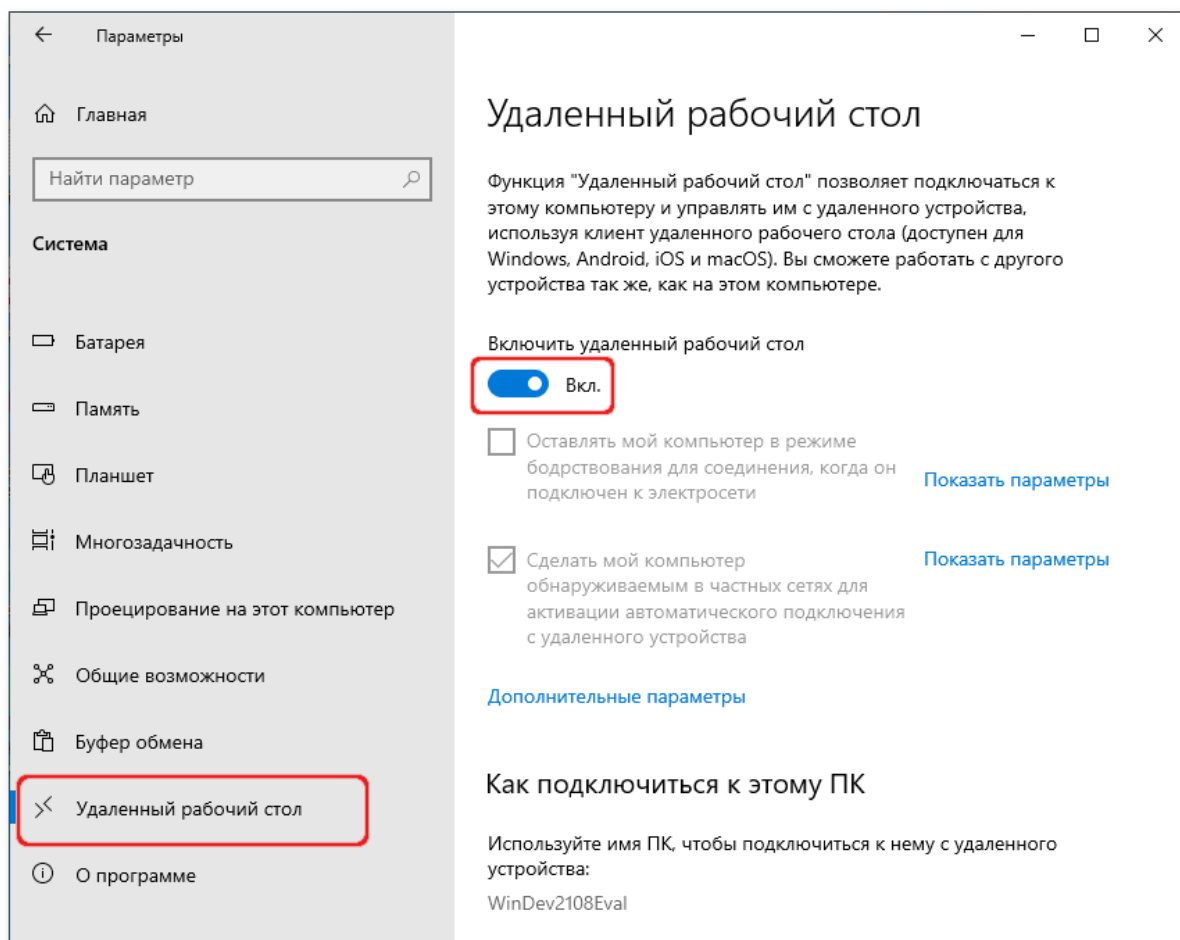 Параметры
Главная
Найти параметр
Система
Батарея
Память
Планшет
Многозадачность
Проецирование на этот компьютер
Общие возможности
Буфер обмена
Удаленный рабочий стол
О программе
Удаленный рабочий стол
Функция "Удаленный рабочий стол" позволяет подключаться к
этому компьютеру и управлять им с удаленного устройства,
используя клиент удаленного рабочего стола (доступен для
Windows, Android, iOS и macOS). Вы сможете работать с другого
устройства так же, как на этом компьютере.
Включить удаленный рабочий стол
Вкл.
Оставлять мой компьютер в режиме
бодрствования для соединения, когда он
подключен к электросети
Показать параметры
Сделать мой компьютер
обнаруживаемым в частных сетях для
активации автоматического подключения
с удаленного устройства
Показать параметры
Дополнительные параметры
Как подключиться к этому ПК
Используйте имя ПК, чтобы подключиться к нему с удаленного
устройства:
WinDev2108Eval